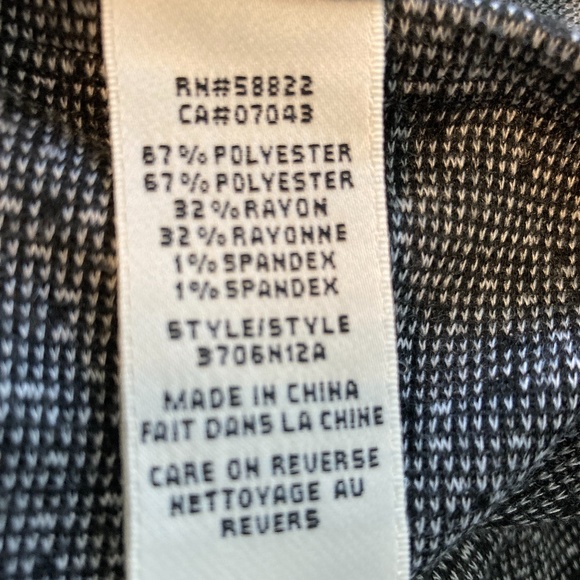 RN#58822
CA#07043
67%POLYESTER
67%POLYESTER
32%RAYON
32%RAYONNE
1%SPANDEX
1%SPANDEX
STYLE/STYLE
3706N12A
MADE IN CHINA
FAIT DANS LA CHINE
CARE ON REVERSE
NETTOYAGE AU
REVERS